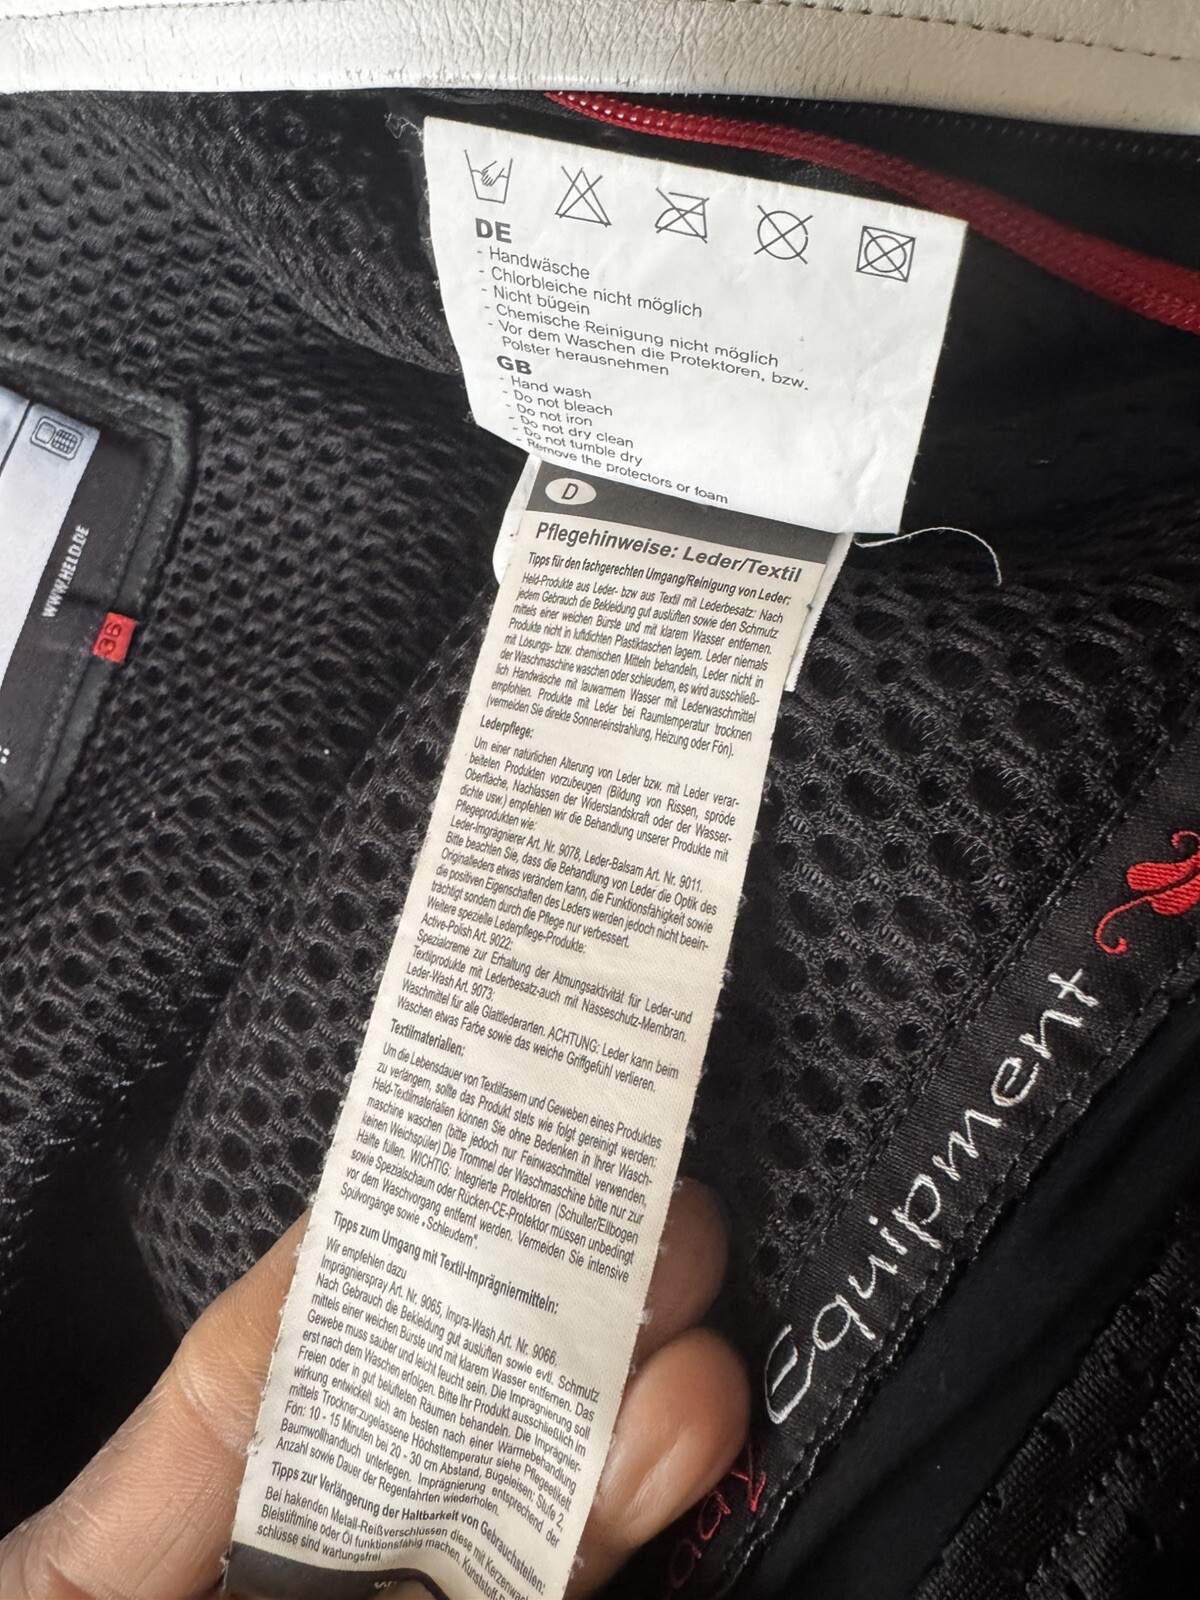 DE
- Handwäsche
- Chlorbleiche nicht möglich
- Nicht bügeln
- Chemische Reinigung nicht möglich
- Vor dem Waschen die Protektoren, bzw.
Polster herausnehmen
GB
- Hand wash
- Do not bleach
- Do not iron
- Do not dry clean
- Do not tumble dry
- Remove the protectors or foam
D
Pflegehinweise: Leder/Textil
Tipps für den fachgerechten Umgang/Reinigung von Leder:
Held-Produkte aus Leder- bzw aus Textil mit Lederbesatz: Nach
jedem Gebrauch die Bekleidung gut auslüften sowie den Schmutz
mittels einer weichen Bürste und mit klarem Wasser entfernen.
Produkte nicht in luftdichten Plastiktaschen lagern. Leder niemals
mit Lösungs- bzw. chemischen Mitteln behandeln, Leder nicht in
der Waschmaschine waschen oder schleudern, es wird ausschließ-
lich Handwäsche mit lauwarmem Wasser mit Lederwaschmittel
empfohlen. Produkte mit Leder bei Raumtemperatur trocknen
(vermeiden Sie direkte Sonneneinstrahlung, Heizung oder Fön).
Lederpflege:
Um einer natürlichen Alterung von Leder bzw. mit Leder verar-
beiteten Produkten vorzubeugen (Bildung von Rissen, spröde
Oberfläche, Nachlassen der Widerstandskraft oder der Wasser-
dichte usw.) empfehlen wir die Behandlung unserer Produkte mit
Pflegeprodukten wie:
Leder-Imgrägnierer Art. Nr. 9078, Leder-Balsam Art. Nr. 9011.
Bitte beachten Sie, dass die Behandlung von Leder die Optik des
Originalleders etwas verändern kann, die Funktionsfähigkeit sowie
die positiven Eigenschaften des Leders werden jedoch nicht beein-
trächtigt sondern durch die Pflege nur verbessert.
Weitere spezielle Lederpflege-Produkte:
Active-Polish Art. 9022:
Spezialcreme zur Erhaltung der Atmungsaktivität für Leder-und
Textilprodukte mit Lederbesatz-auch mit Nässeschutz-Membran.
Leder-Wash Art. 9073:
Waschmittel für alle Glattlederarten. ACHTUNG: Leder kann beim
Waschen etwas Farbe sowie das weiche Griffgefühl verlieren.
Textilmaterialien:
Um die Lebensdauer von Textilfasern und Geweben eines Produktes
zu verlängern, sollte das Produkt stets wie folgt gereinigt werden:
Held-Textilmaterialien können Sie ohne Bedenken in Ihrer Wasch-
maschine waschen (bitte jedoch nur Feinwaschmittel verwenden,
keinen Weichspüler) Die Trommel der Waschmaschine bitte nur zur
Hälfte füllen. WICHTIG: Integrierte Protektoren (Schulter/Ellbogen
sowie Spezialschaum oder Rücken-CE-Protektor müssen unbedingt
vor dem Waschvorgang entfernt werden. Vermeiden Sie intensive
Spülvorgänge sowie „Schleudern".
Tipps zum Umgang mit Textil-Imprägniermitteln:
Wir empfehlen dazu
Imprägnierspray Art. Nr. 9065, Impra-Wash Art. Nr. 9066.
Nach Gebrauch die Bekleidung gut auslüften sowie evtl. Schmutz
mittels einer weichen Bürste und mit klarem Wasser entfernen. Das
Gewebe muss sauber und leicht feucht sein. Die Imprägnierung soll
erst nach dem Waschen erfolgen. Bitte Ihr Produkt ausschließlich im
Freien oder in gut belüfteten Räumen behandeln. Die Imprägnier-
wirkung entwickelt sich am besten nach einer Wärmebehandlung
mittels Trockner,zugelassene Höchsttemperatur siehe Pflegeetikett.
Fön: 10 - 15 Minuten bei 20 - 30 cm Abstand, Bügeleisen: Stufe 2,
Baumwollhandtuch unterlegen. Imprägnierung entsprechend der
Anzahl sowie Dauer der Regenfahrten wiederholen.
Tipps zur Verlängerung der Haltbarkeit von Gebrauchsteilen:
Bei hakenden Metall-Reißverschlüssen diese mit Kerzenwachs
Bleistiftmine oder Öl funktionsfähig machen,
schlüsse sind wartungsfrei
WWW.HELD.DE
36
Equipment